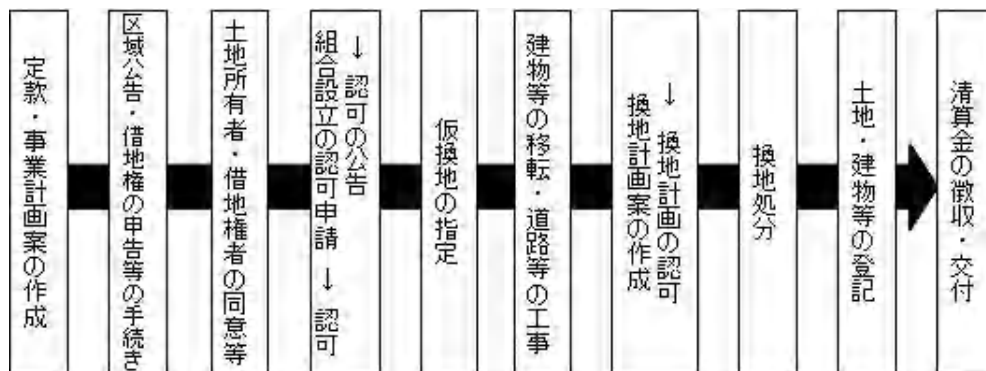 定款・事業計画案の作成
区域公告・借地権の申告等の手続き
土地所有者・借地権者の同意等
組合設立の認可申請 → 認可
→ 認可の公告
仮換地の指定
建物等の移転・道路等の工事
換地計画案の作成
→ 換地計画の認可
換地処分
土地・建物等の登記
清算金の徴収・交付